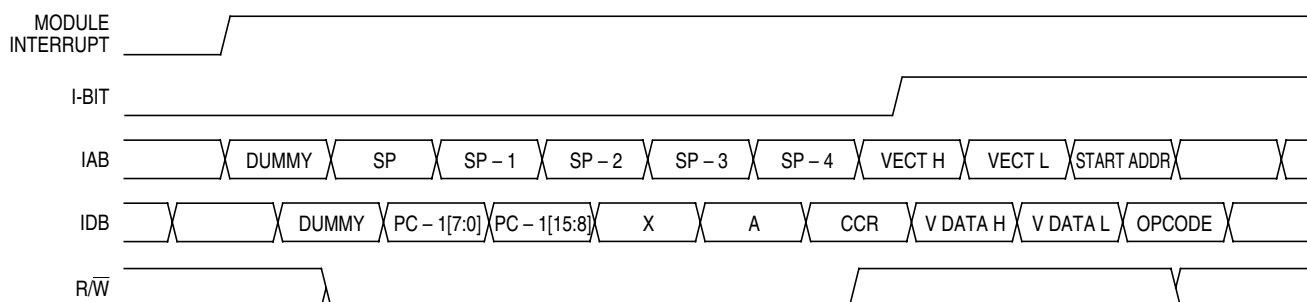 MODULE
INTERRUPT
I-BIT
IAB DUMMY SP SP – 1 SP – 2 SP – 3 SP – 4 VECT H VECT L START ADDR
IDB DUMMY PC – 1[7:0] PC – 1[15:8] X A CCR V DATA H V DATA L OPCODE
R/W̅